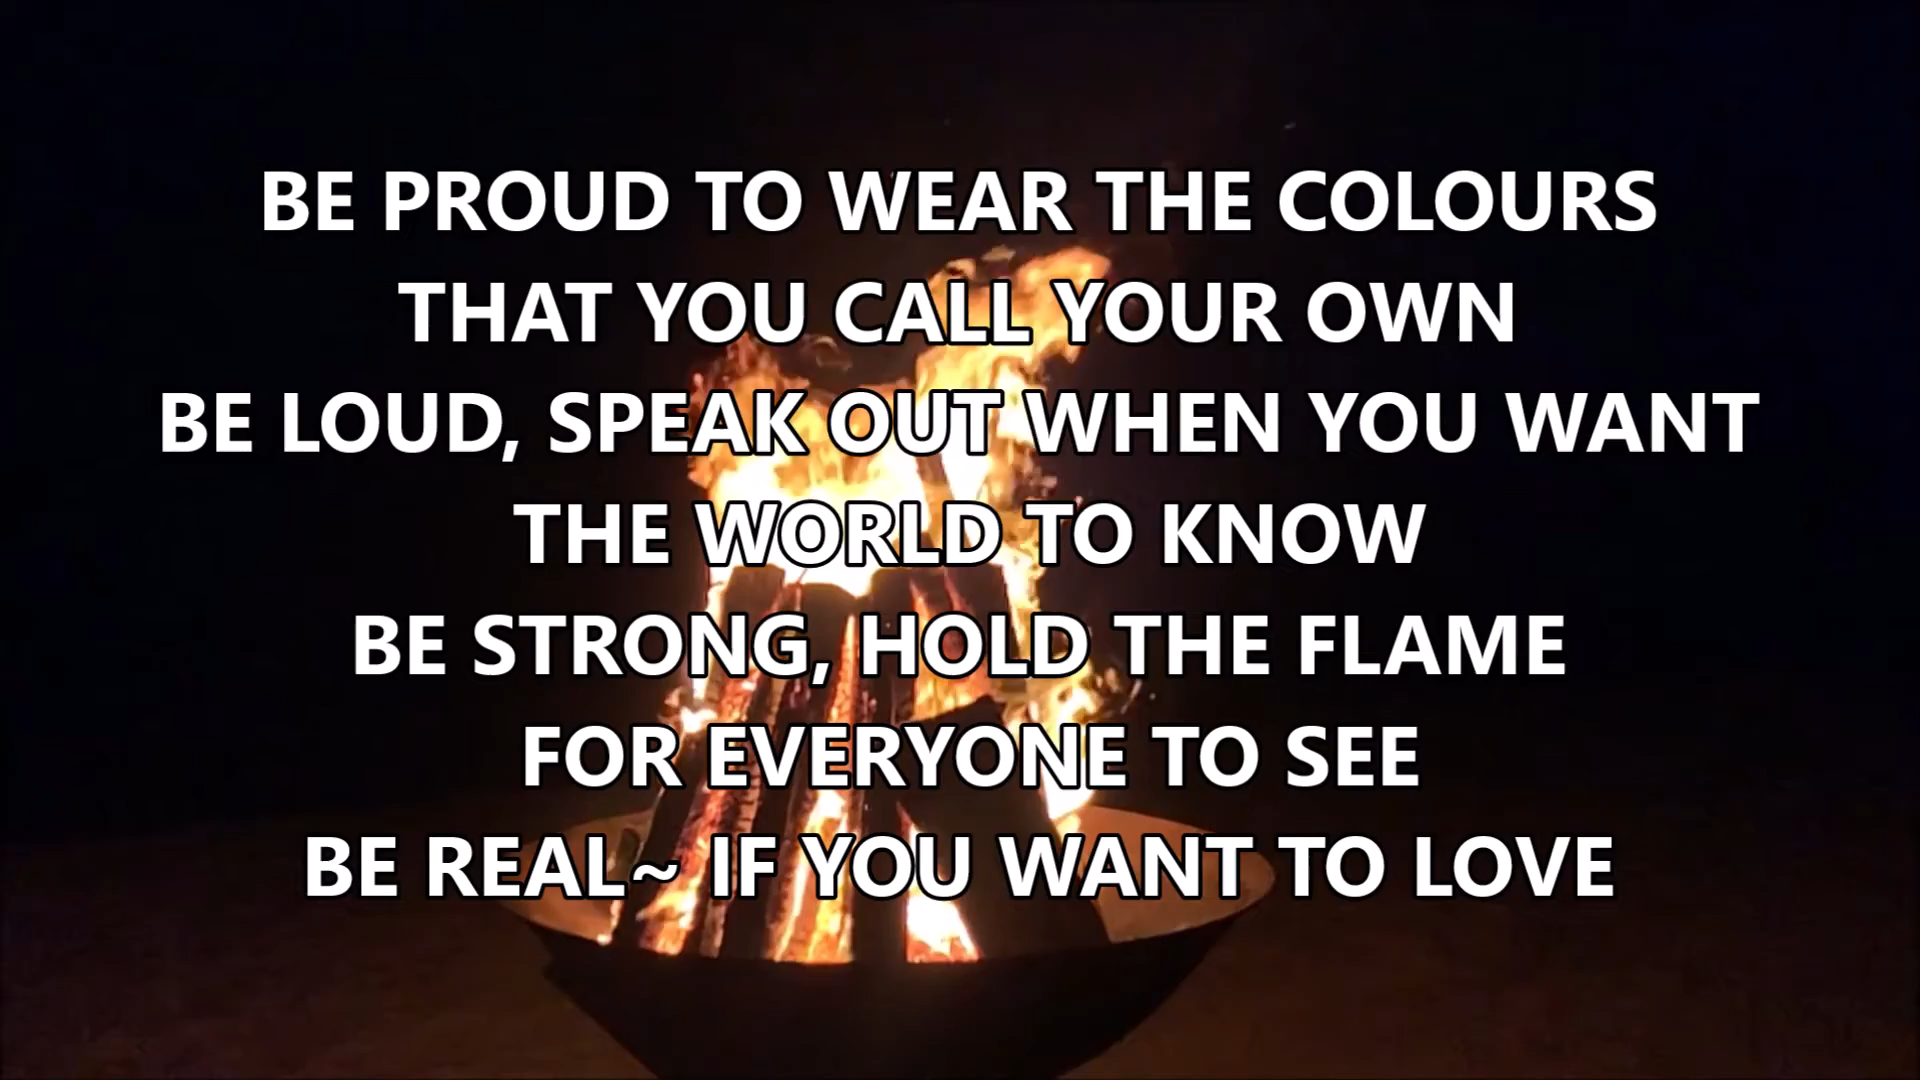 BE PROUD TO WEAR THE COLOURS
THAT YOU CALL YOUR OWN
BE LOUD, SPEAK OUT WHEN YOU WANT
THE WORLD TO KNOW
BE STRONG, HOLD THE FLAME
FOR EVERYONE TO SEE
BE REAL~ IF YOU WANT TO LOVE